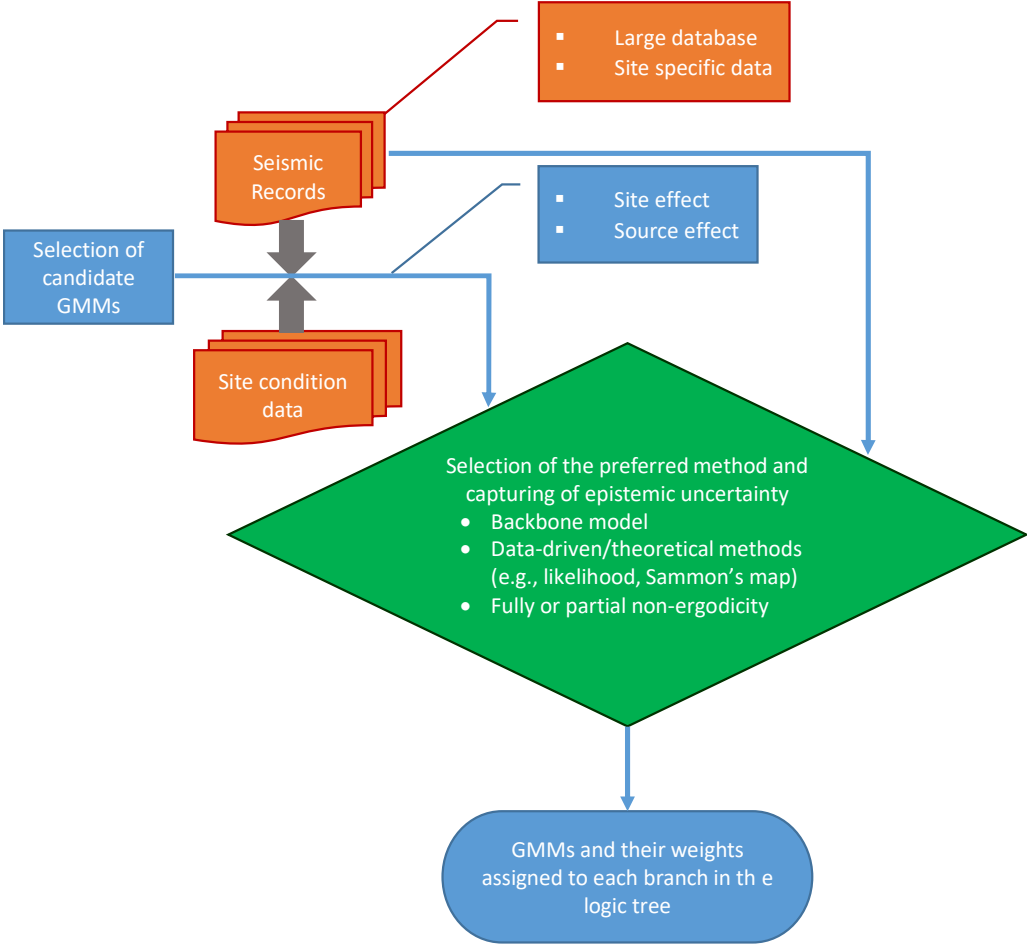 ▪ Large database
▪ Site specific data
Seismic
Records
▪ Site effect
▪ Source effect
Selection of
candidate
GMMs
Site condition
data
Selection of the preferred method and
capturing of epistemic uncertainty
• Backbone model
• Data-driven/theoretical methods
(e.g., likelihood, Sammon’s map)
• Fully or partial non-ergodicity
GMMs and their weights
assigned to each branch in th e
logic tree